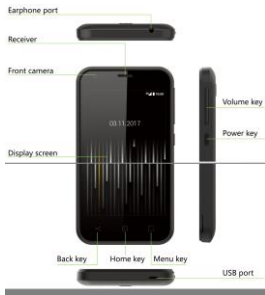 Earphone port
Receiver
Front camera
03.11.2017
Volume key
Power key
Display screen
Back key
Home key
Menu key
USB port